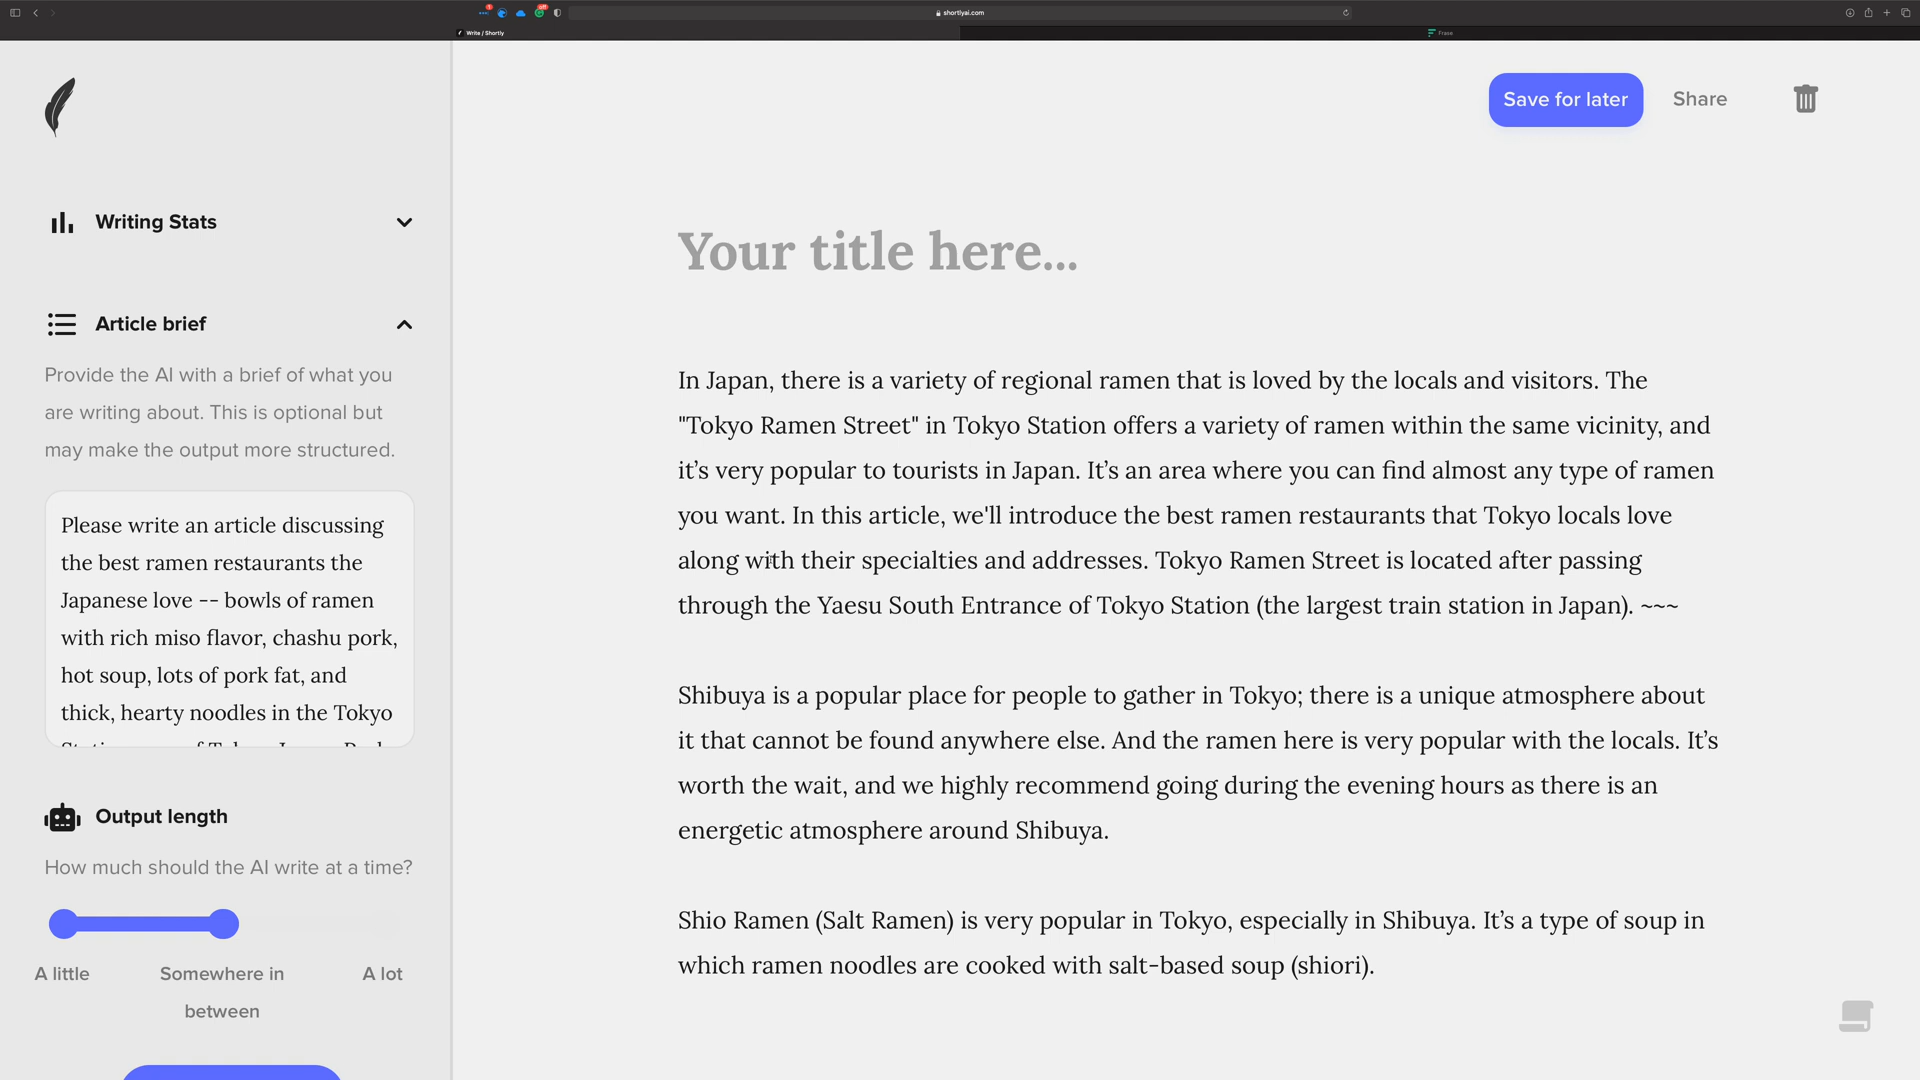 shortlyai.com
Write / Shortly
Frase
Save for later
Share
Writing Stats
Your title here...
Article brief
Provide the AI with a brief of what you
are writing about. This is optional but
may make the output more structured.
Please write an article discussing
the best ramen restaurants the
Japanese love -- bowls of ramen
with rich miso flavor, chashu pork,
hot soup, lots of pork fat, and
thick, hearty noodles in the Tokyo
Output length
How much should the AI write at a time?
A little
Somewhere in
between
A lot
In Japan, there is a variety of regional ramen that is loved by the locals and visitors. The
"Tokyo Ramen Street" in Tokyo Station offers a variety of ramen within the same vicinity, and
it’s very popular to tourists in Japan. It’s an area where you can find almost any type of ramen
you want. In this article, we'll introduce the best ramen restaurants that Tokyo locals love
along with their specialties and addresses. Tokyo Ramen Street is located after passing
through the Yaesu South Entrance of Tokyo Station (the largest train station in Japan). ~~~
Shibuya is a popular place for people to gather in Tokyo; there is a unique atmosphere about
it that cannot be found anywhere else. And the ramen here is very popular with the locals. It’s
worth the wait, and we highly recommend going during the evening hours as there is an
energetic atmosphere around Shibuya.
Shio Ramen (Salt Ramen) is very popular in Tokyo, especially in Shibuya. It’s a type of soup in
which ramen noodles are cooked with salt-based soup (shiori).